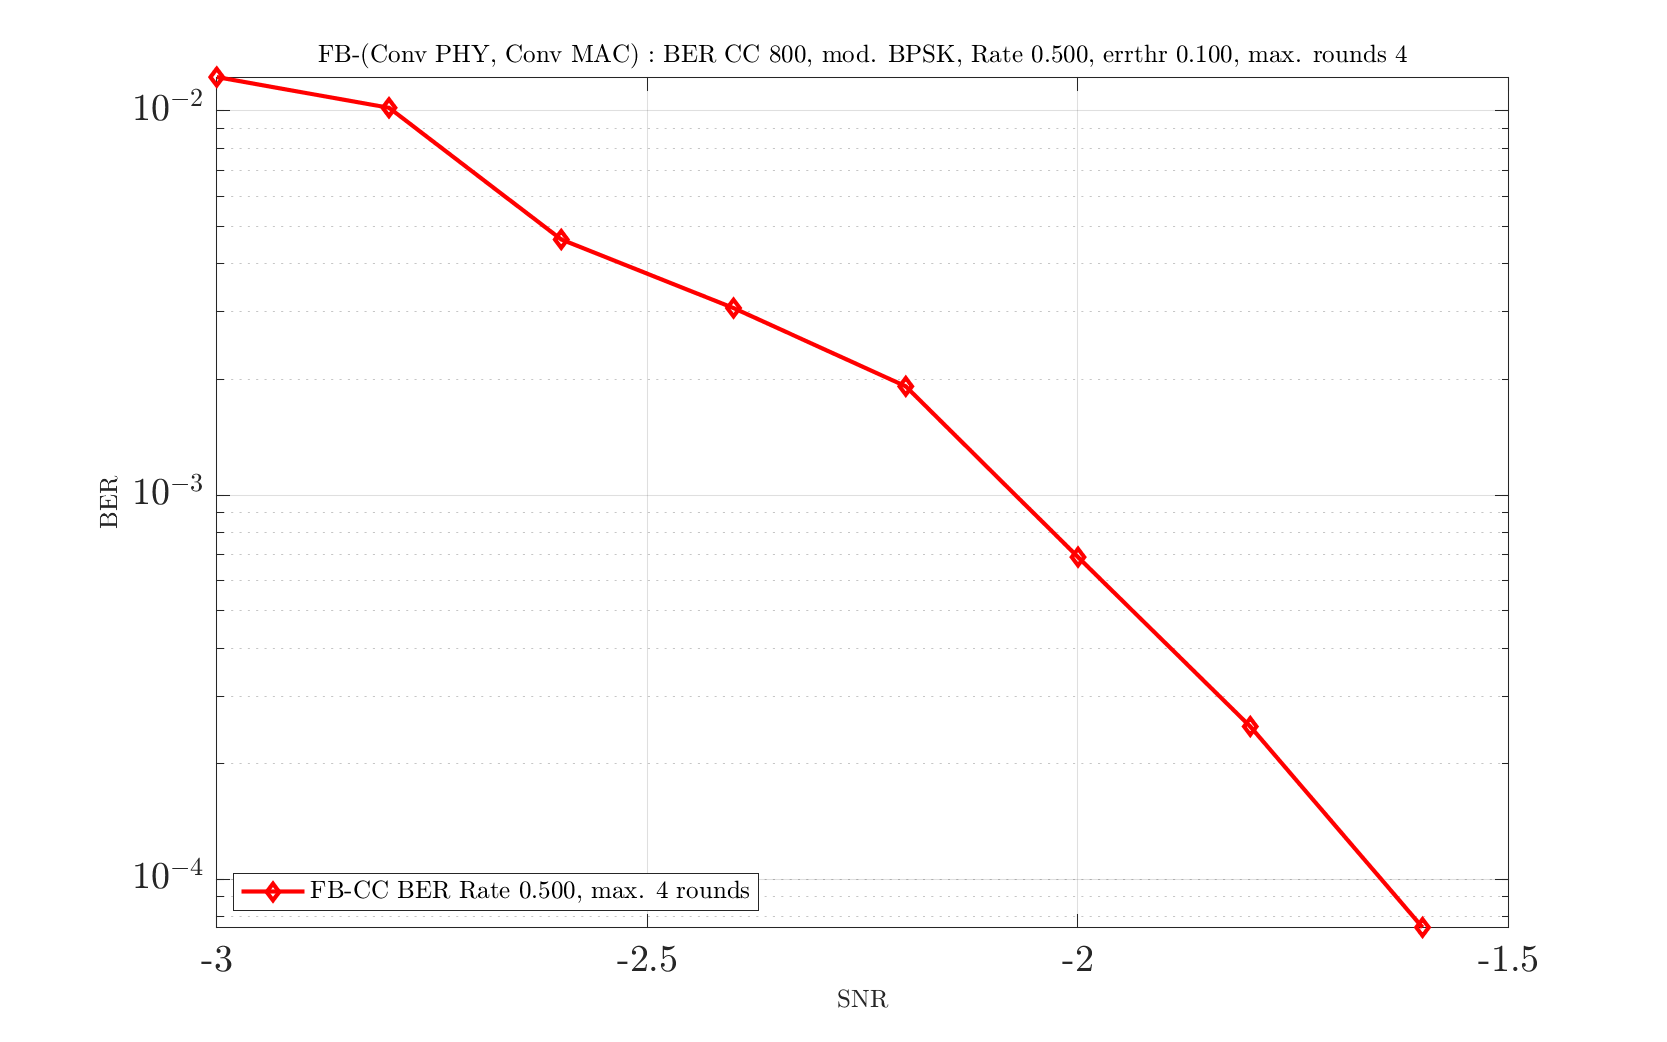 FB-(Conv PHY, Conv MAC) : BER CC 800, mod. BPSK, Rate 0.500, errthr 0.100, max. rounds 4
10⁻²
10⁻³
10⁻⁴
BER
FB-CC BER Rate 0.500, max. 4 rounds
-3 -2.5 -2 -1.5
SNR